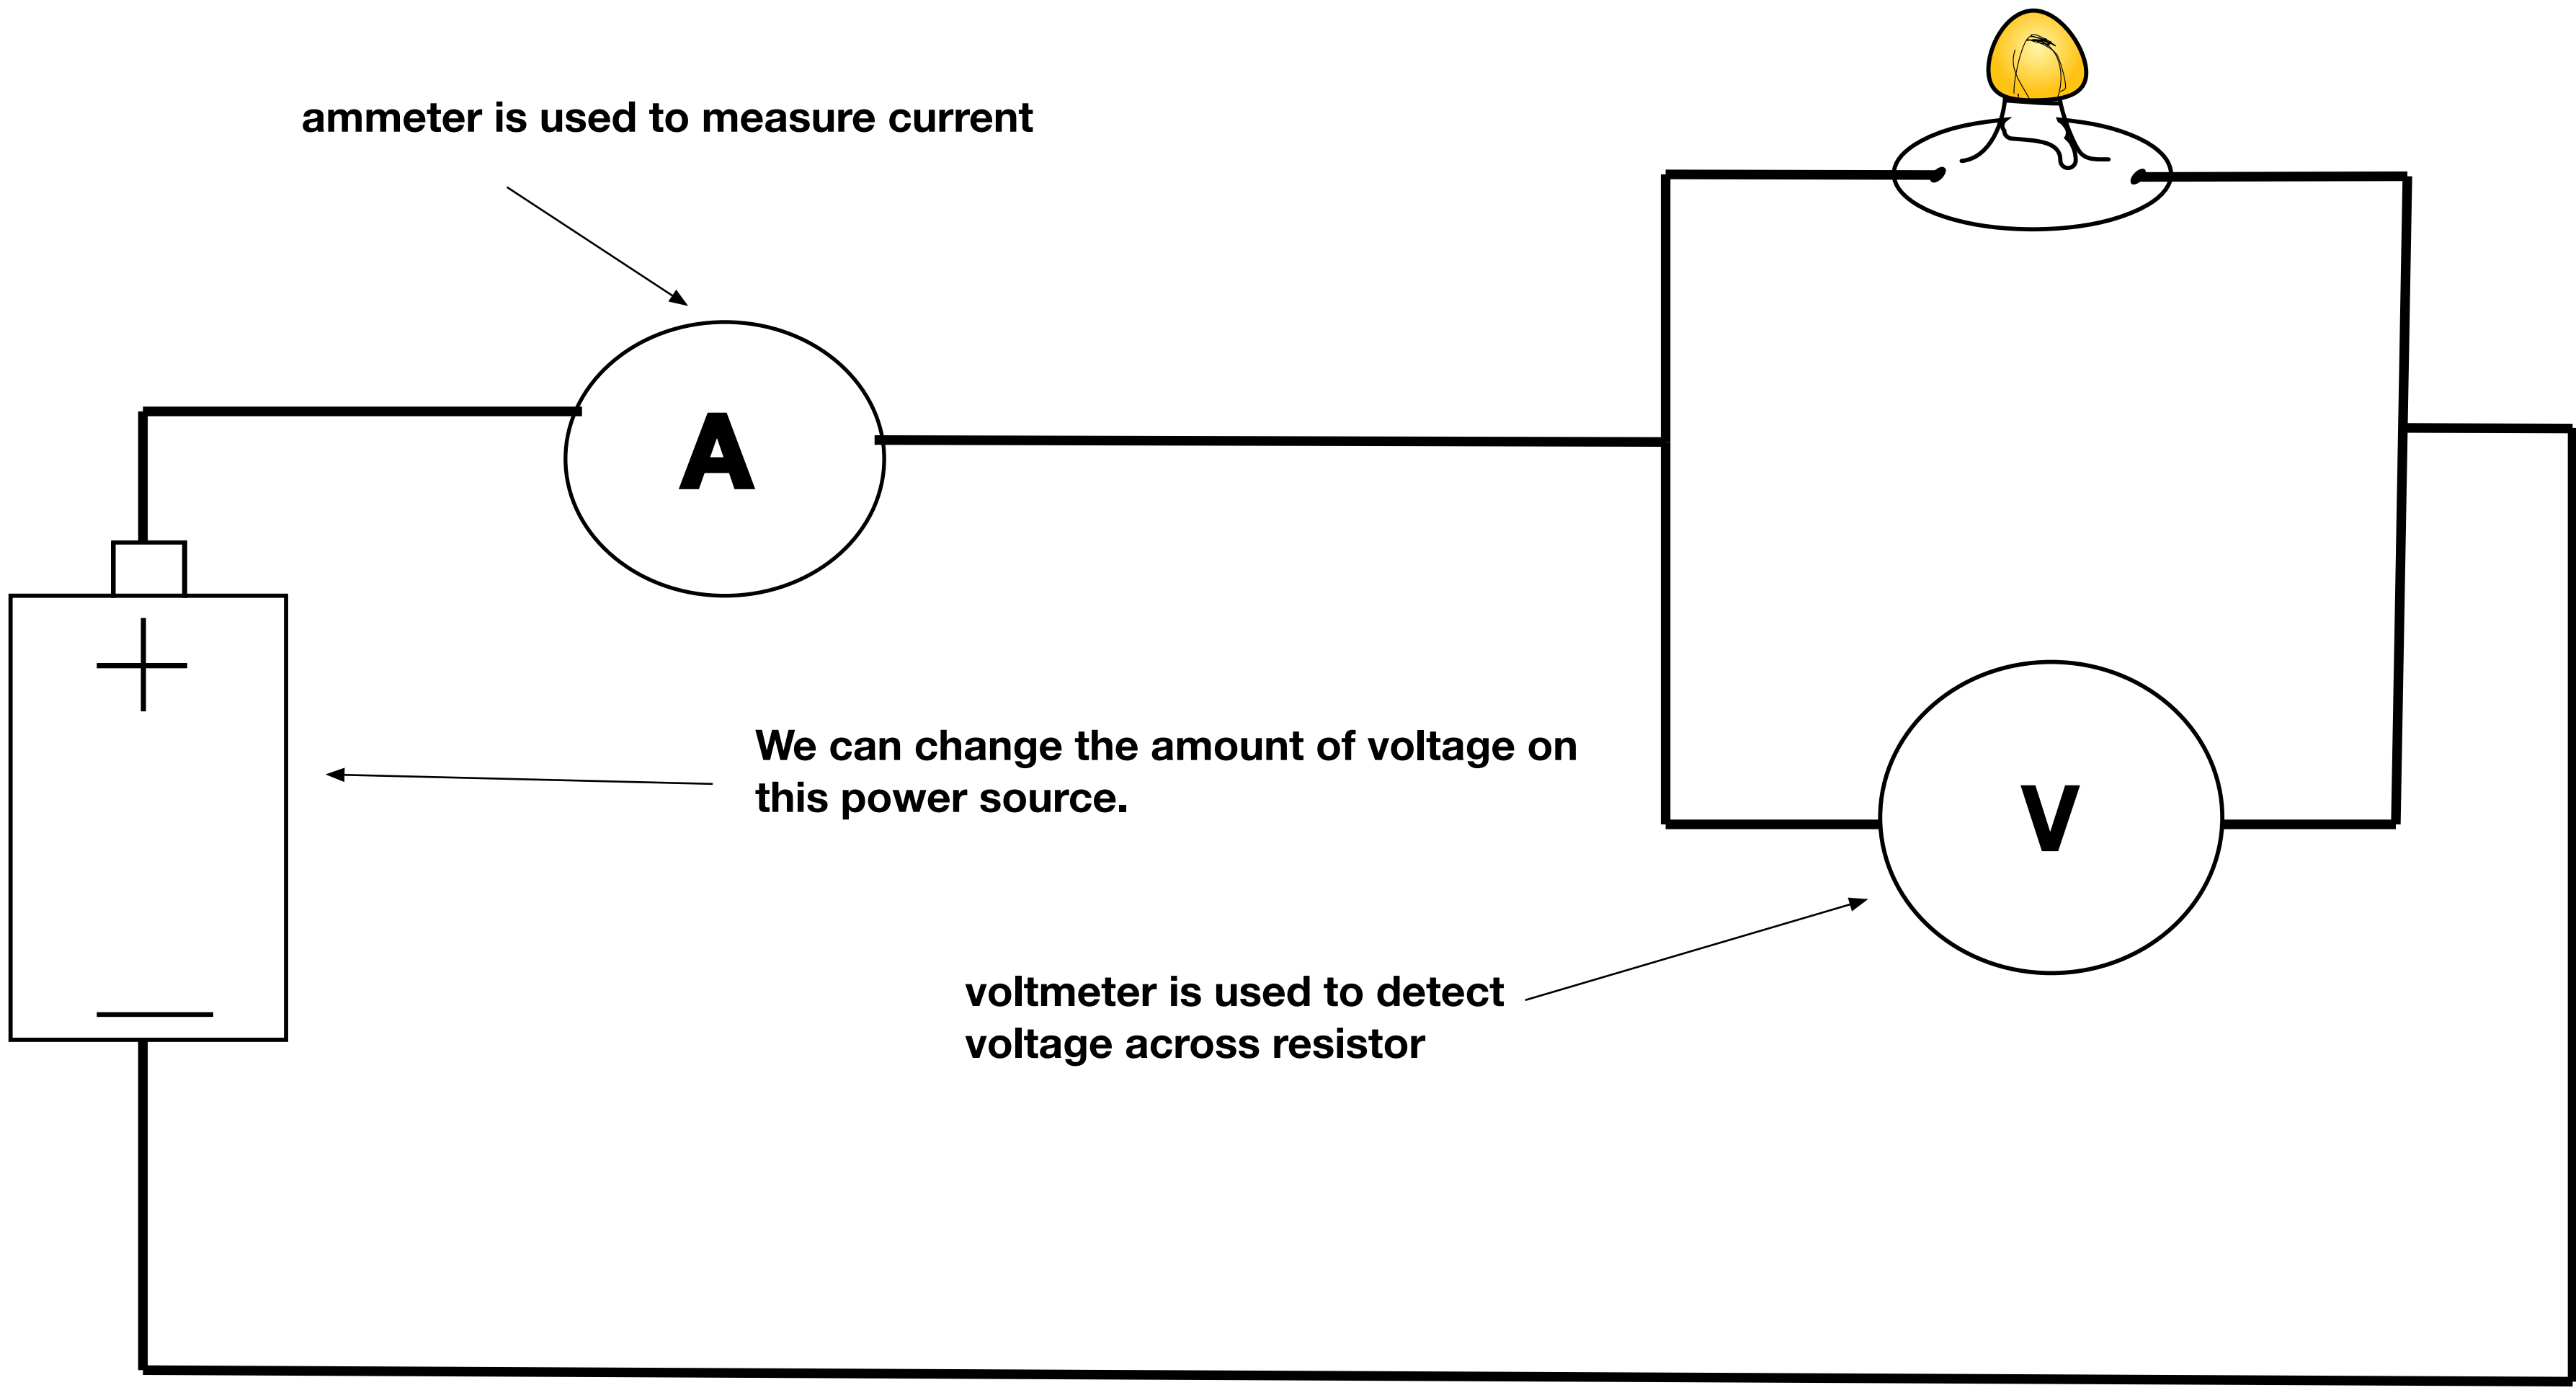 ammeter is used to measure current
A
We can change the amount of voltage on
this power source.
V
voltmeter is used to detect
voltage across resistor